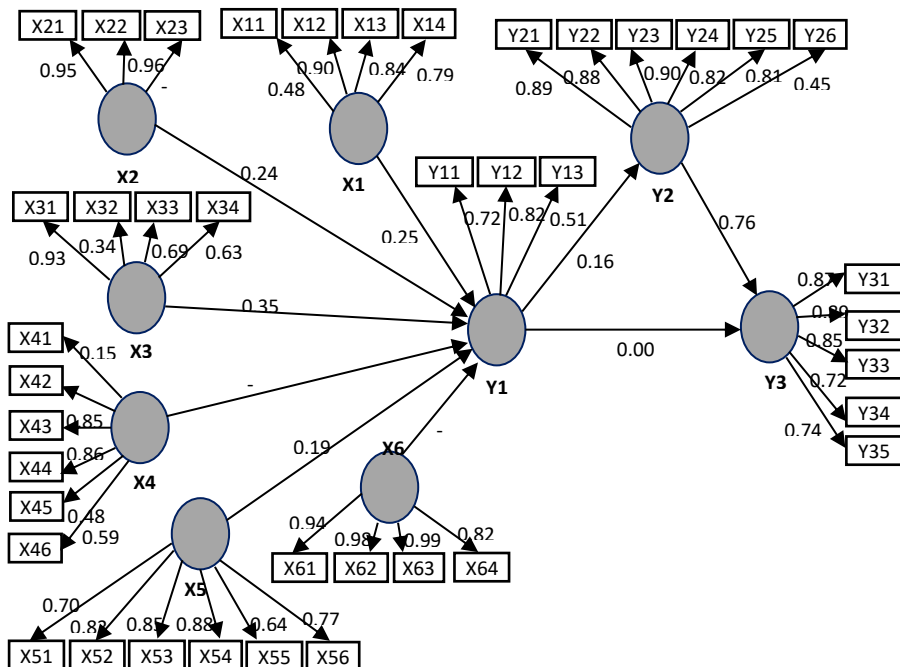 X21 X22 X23 X11 X12 X13 X14 Y21 Y22 Y23 Y24 Y25 Y26
0.95 0.96 - 0.48 0.90 0.84 0.79 0.89 0.88 0.90 0.82 0.81 0.45
X2 X1 Y2
0.24 0.25 0.16 0.76
Y11 Y12 Y13
0.72 0.82 0.51
X31 X32 X33 X34
0.93 0.34 0.69 0.63
X3 0.35 Y1 0.00 Y3
Y31 Y32 Y33 Y34 Y35
0.85 0.72 0.74
X41 X42 X43 X44 X45 X46
0.15 0.85 0.86 0.48 0.59
X4 -
X5 0.19
X6 -
0.94 0.98 0.99 0.82
X61 X62 X63 X64
0.70 0.85 0.88 0.64 0.77
X51 X52 X53 X54 X55 X56